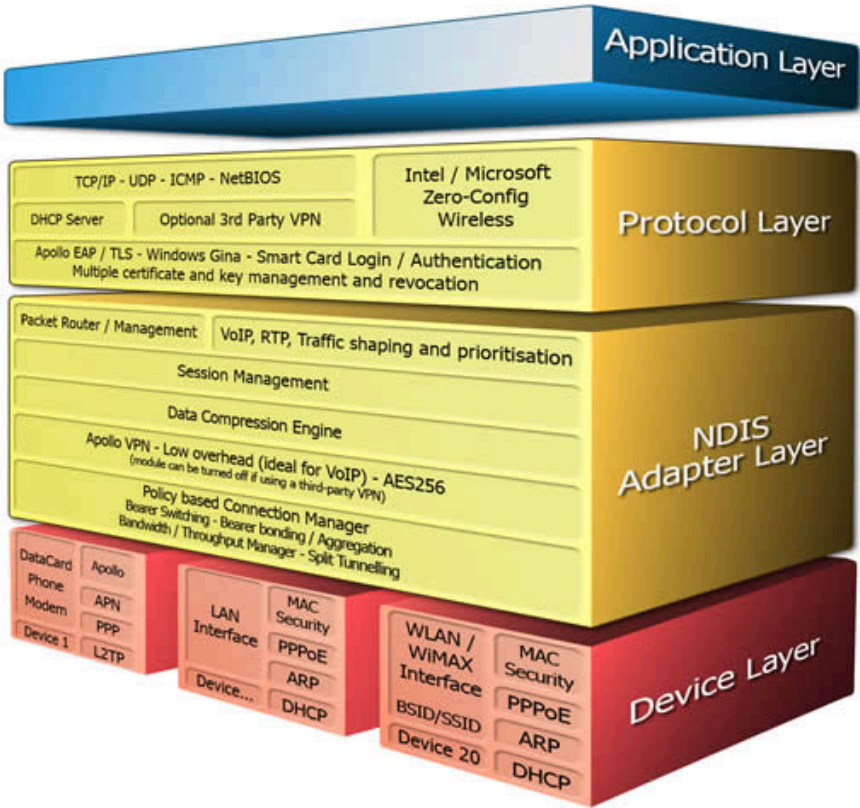 Application Layer
TCP/IP - UDP - ICMP - NetBIOS
Intel / Microsoft
Zero-Config
Wireless
DHCP Server
Optional 3rd Party VPN
Apollo EAP / TLS - Windows Gina - Smart Card Login / Authentication
Multiple certificate and key management and revocation
Protocol Layer
Packet Router / Management
VoIP, RTP, Traffic shaping and prioritisation
Session Management
Data Compression Engine
Apollo VPN - Low overhead (ideal for VoIP) - AES256
(module can be turned off if using a third-party VPN)
Policy based Connection Manager
Bearer Switching - Bearer bonding / Aggregation
Bandwidth / Throughput Manager - Split Tunnelling
NDIS
Adapter Layer
DataCard
Phone
Modem
Device 1
Apollo
APN
PPP
L2TP
LAN
Interface
Device...
MAC
Security
PPPoE
ARP
DHCP
WLAN /
WiMAX
Interface
BSID/SSID
Device 20
MAC
Security
PPPoE
ARP
DHCP
Device Layer